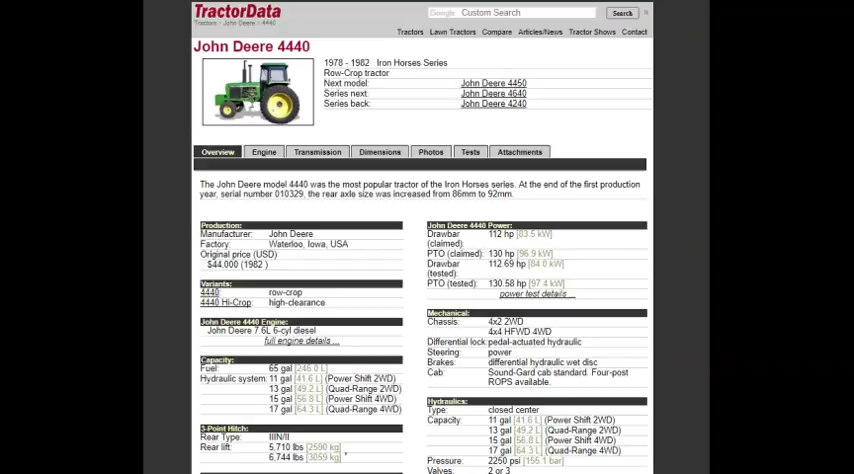 TractorData
Tractors - John Deere - 4440
Google Custom Search
Search
Tractors Lawn Tractors Compare Articles/News Tractor Shows Contact
John Deere 4440
1978 - 1982 Iron Horses Series
Row-Crop tractor
Next model: John Deere 4450
Series next: John Deere 4640
Series back: John Deere 4240
Overview Engine Transmission Dimensions Photos Tests Attachments
The John Deere model 4440 was the most popular tractor of the Iron Horses series. At the end of the first production
year, serial number 010329, the rear axle size was increased from 86mm to 92mm.
Production:
Manufacturer: John Deere
Factory: Waterloo, Iowa, USA
Original price (USD)
$44,000 (1982 )
Variants:
4440: row-crop
4440 Hi-Crop: high-clearance
John Deere 4440 Engine:
John Deere 7.6L 6-cyl diesel
full engine details ...
Capacity:
Fuel: 65 gal [246.0 L]
Hydraulic system: 11 gal [41.6 L] (Power Shift 2WD)
13 gal [49.2 L] (Quad-Range 2WD)
15 gal [56.8 L] (Power Shift 4WD)
17 gal [64.3 L] (Quad-Range 4WD)
3-Point Hitch:
Rear Type: IIIN/II
Rear lift: 5,710 lbs [2590 kg]
6,744 lbs [3059 kg] *
John Deere 4440 Power:
Drawbar 112 hp [83.5 kW]
(claimed):
PTO (claimed): 130 hp [96.9 kW]
Drawbar 112.69 hp [84.0 kW]
(tested):
PTO (tested): 130.58 hp [97.4 kW]
power test details ...
Mechanical:
Chassis: 4x2 2WD
4x4 HFWD 4WD
Differential lock: pedal-actuated hydraulic
Steering: power
Brakes: differential hydraulic wet disc
Cab: Sound-Gard cab standard. Four-post
ROPS available.
Hydraulics:
Type: closed center
Capacity: 11 gal [41.6 L] (Power Shift 2WD)
13 gal [49.2 L] (Quad-Range 2WD)
15 gal [56.8 L] (Power Shift 4WD)
17 gal [64.3 L] (Quad-Range 4WD)
Pressure: 2250 psi [155.1 bar]
Valves: 2 or 3